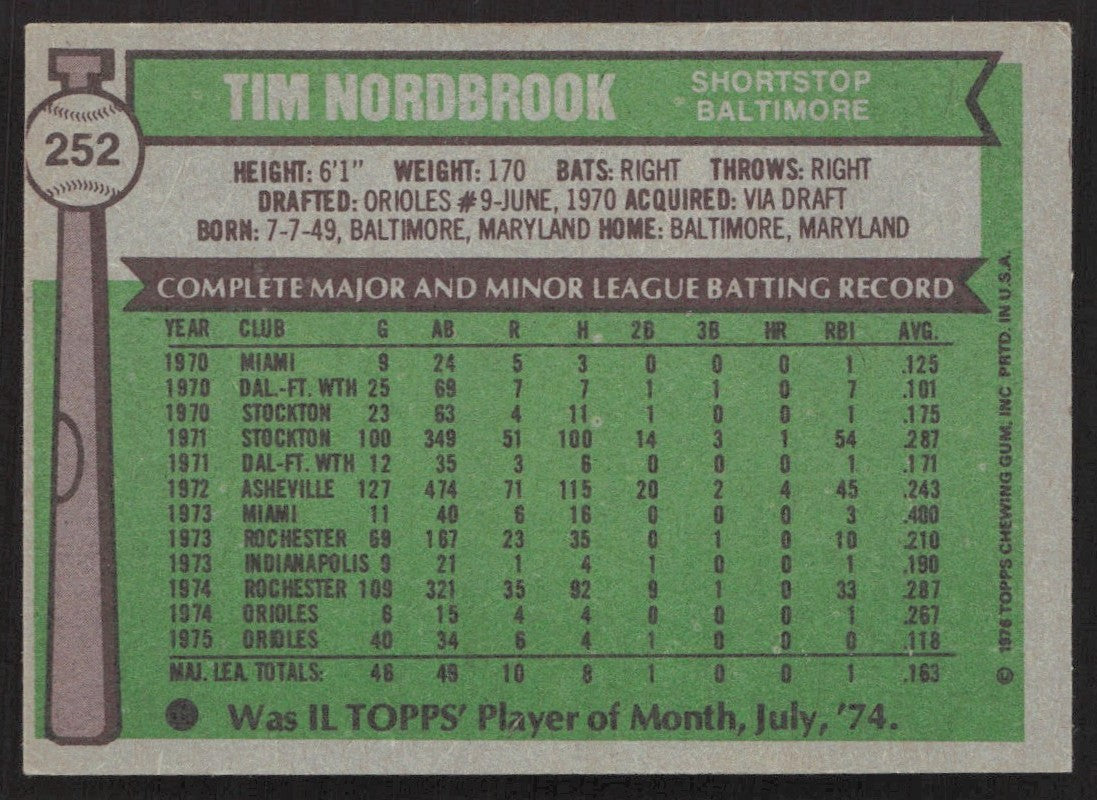 252
TIM NORDBROOK
SHORTSTOP
BALTIMORE
HEIGHT: 6'1" WEIGHT: 170 BATS: RIGHT THROWS: RIGHT
DRAFTED: ORIOLES #9-JUNE, 1970 ACQUIRED: VIA DRAFT
BORN: 7-7-49, BALTIMORE, MARYLAND HOME: BALTIMORE, MARYLAND
COMPLETE MAJOR AND MINOR LEAGUE BATTING RECORD
YEAR CLUB G AB R H 2B 3B HR RBI AVG.
1970 MIAMI 9 24 5 3 0 0 0 1 .125
1970 DAL.-FT. WTH 25 69 7 7 1 1 0 7 .101
1970 STOCKTON 23 63 4 11 1 0 0 1 .175
1971 STOCKTON 100 349 51 100 14 3 1 54 .287
1971 DAL-FT. WTH 12 35 3 6 0 0 0 1 .171
1972 ASHEVILLE 127 474 71 115 20 2 4 45 .243
1973 MIAMI 11 40 6 16 0 0 0 3 .400
1973 ROCHESTER 69 167 23 35 0 1 0 10 .210
1973 INDIANAPOLIS 9 21 1 4 1 0 0 1 .190
1974 ROCHESTER 109 321 35 92 9 1 0 33 .287
1974 ORIOLES 6 15 4 4 0 0 0 1 .267
1975 ORIOLES 40 34 6 4 1 0 0 0 .118
MAJ. LEA. TOTALS: 46 49 10 8 1 0 0 1 .163
Was IL TOPPS' Player of Month, July, '74.
© 1976 TOPPS CHEWING GUM, INC PRTD. IN U.S.A.